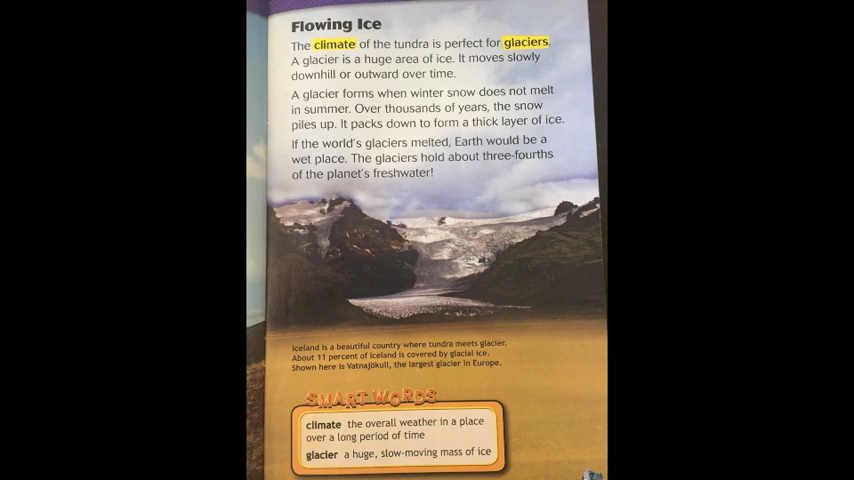 Flowing Ice
The climate of the tundra is perfect for glaciers.
A glacier is a huge area of ice. It moves slowly
downhill or outward over time.
A glacier forms when winter snow does not melt
in summer. Over thousands of years, the snow
piles up. It packs down to form a thick layer of ice.
If the world's glaciers melted, Earth would be a
wet place. The glaciers hold about three-fourths
of the planet's freshwater!
Iceland is a beautiful country where tundra meets glacier.
About 11 percent of Iceland is covered by glacial ice.
Shown here is Vatnajökull, the largest glacier in Europe.
SMART WORDS
climate the overall weather in a place
over a long period of time
glacier a huge, slow-moving mass of ice